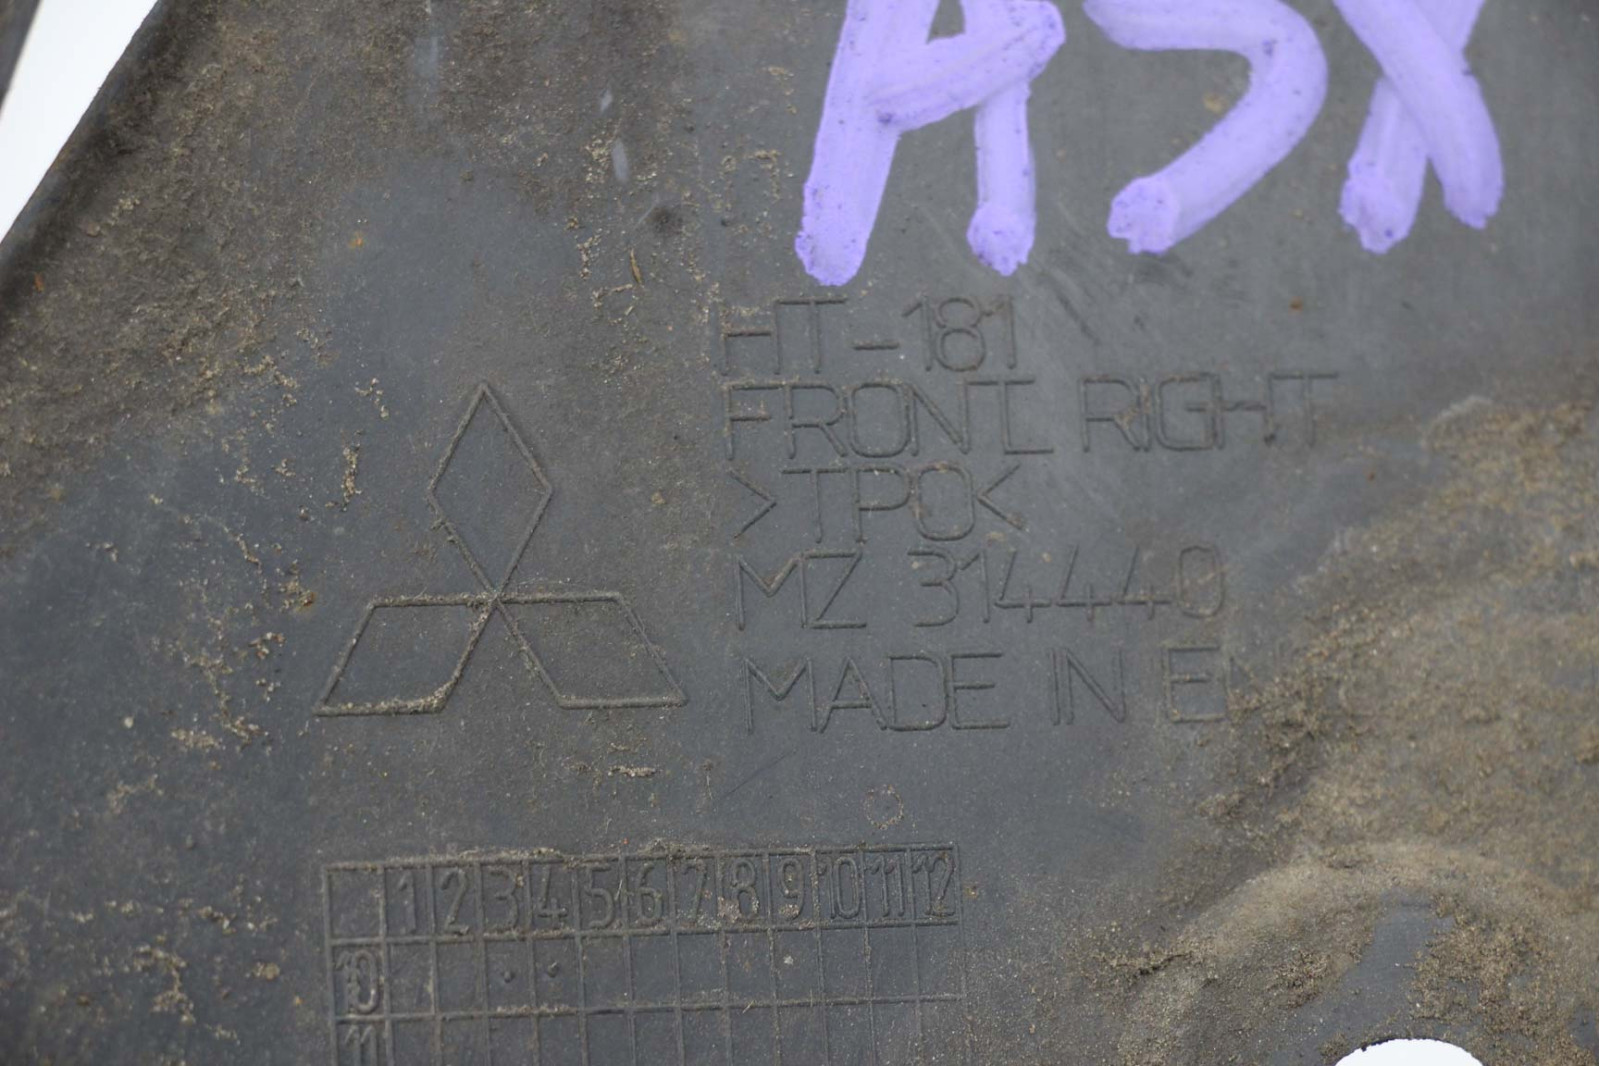 ASX
HT-181
FRONT RIGHT
>TPO<
MZ 314440
MADE IN EN
1 2 3 4 5 6 7 8 9 10 11 12
10
11